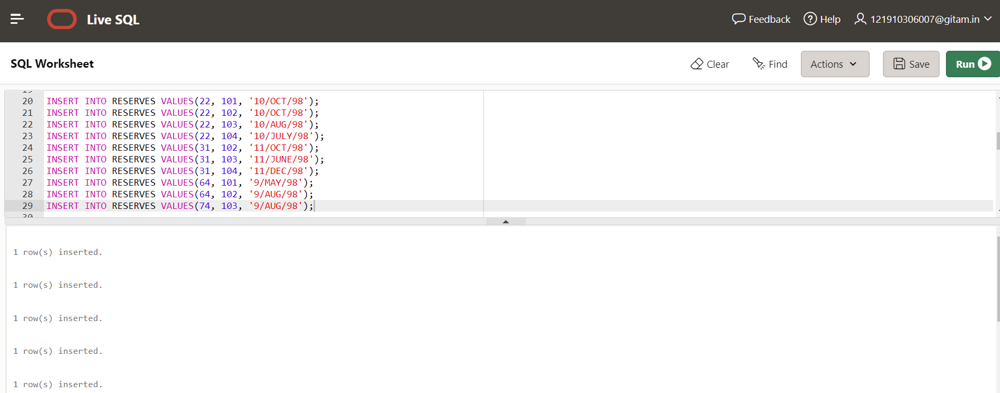 Live SQL
Feedback
Help
121910306007@gitam.in
SQL Worksheet
Clear
Find
Actions
Save
Run
20 INSERT INTO RESERVES VALUES(22, 101, '10/OCT/98');
21 INSERT INTO RESERVES VALUES(22, 102, '10/OCT/98');
22 INSERT INTO RESERVES VALUES(22, 103, '10/AUG/98');
23 INSERT INTO RESERVES VALUES(22, 104, '10/JULY/98');
24 INSERT INTO RESERVES VALUES(31, 102, '11/OCT/98');
25 INSERT INTO RESERVES VALUES(31, 103, '11/JUNE/98');
26 INSERT INTO RESERVES VALUES(31, 104, '11/DEC/98');
27 INSERT INTO RESERVES VALUES(64, 101, '9/MAY/98');
28 INSERT INTO RESERVES VALUES(64, 102, '9/AUG/98');
29 INSERT INTO RESERVES VALUES(74, 103, '9/AUG/98');
30
1 row(s) inserted.
1 row(s) inserted.
1 row(s) inserted.
1 row(s) inserted.
1 row(s) inserted.